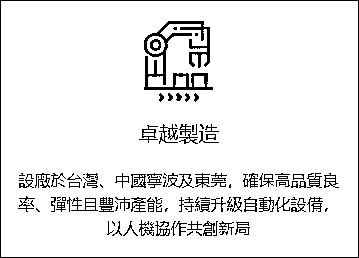 卓越製造
設廠於台灣、中國寧波及東莞，確保高品質良
率、彈性且豐沛產能，持續升級自動化設備，
以人機協作共創新局